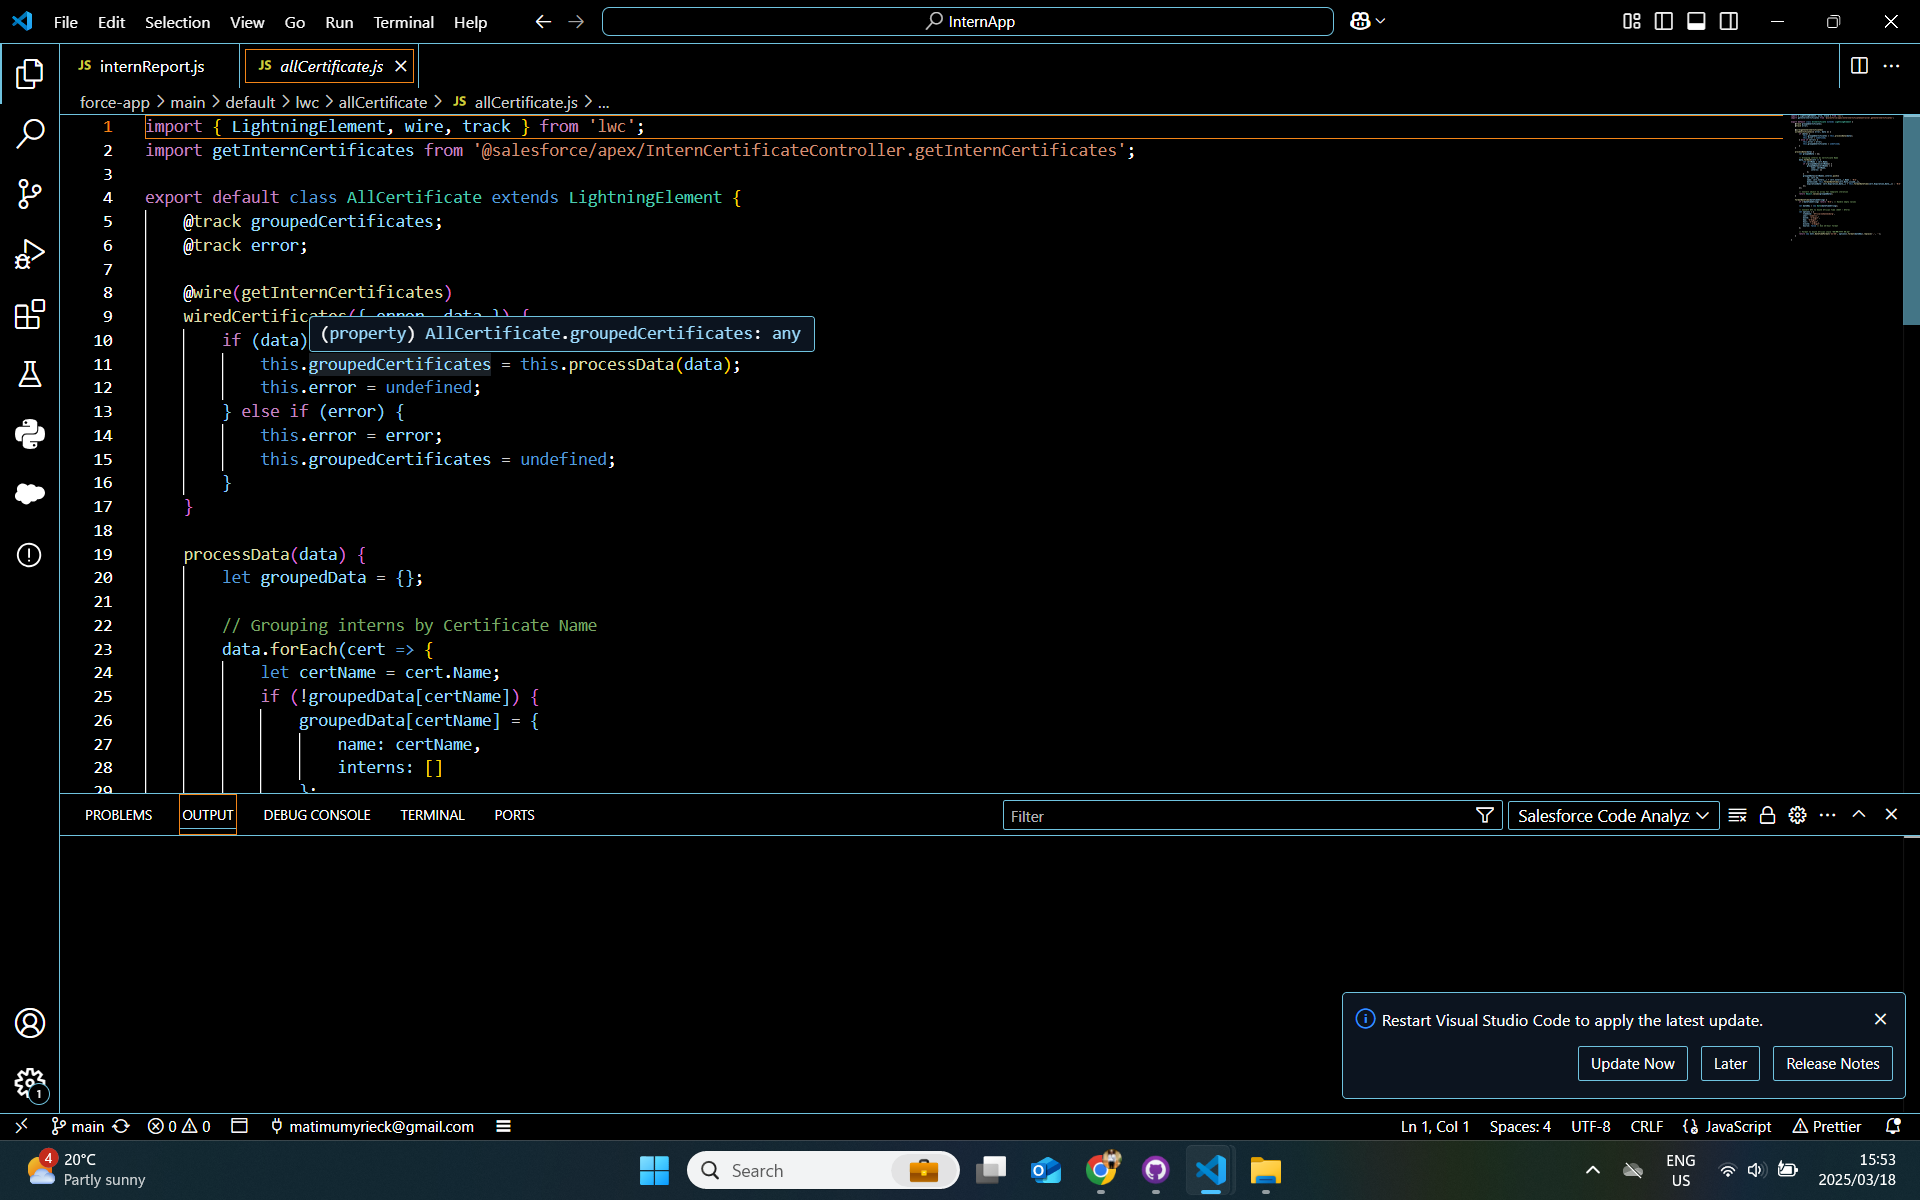 File Edit Selection View Go Run Terminal Help
InternApp
JS internReport.js
JS allCertificate.js
force-app > main > default > lwc > allCertificate > JS allCertificate.js > ...
1 import { LightningElement, wire, track } from 'lwc';
2 import getInternCertificates from '@salesforce/apex/InternCertificateController.getInternCertificates';
3
4 export default class AllCertificate extends LightningElement {
5 @track groupedCertificates;
6 @track error;
7
8 @wire(getInternCertificates)
9 wiredCertificates({ error, data }) {
(property) AllCertificate.groupedCertificates: any
10 if (data)
11 this.groupedCertificates = this.processData(data);
12 this.error = undefined;
13 } else if (error) {
14 this.error = error;
15 this.groupedCertificates = undefined;
16 }
17 }
18
19 processData(data) {
20 let groupedData = {};
21
22 // Grouping interns by Certificate Name
23 data.forEach(cert => {
24 let certName = cert.Name;
25 if (!groupedData[certName]) {
26 groupedData[certName] = {
27 name: certName,
28 interns: []
29 };
PROBLEMS OUTPUT DEBUG CONSOLE TERMINAL PORTS
Filter
Salesforce Code Analyz
Restart Visual Studio Code to apply the latest update.
Update Now Later Release Notes
1
main 0 0 matimumyrieck@gmail.com
Ln 1, Col 1 Spaces: 4 UTF-8 CRLF {} JavaScript Prettier
4
20°C
Partly sunny
Search
ENG
US
15:53
2025/03/18